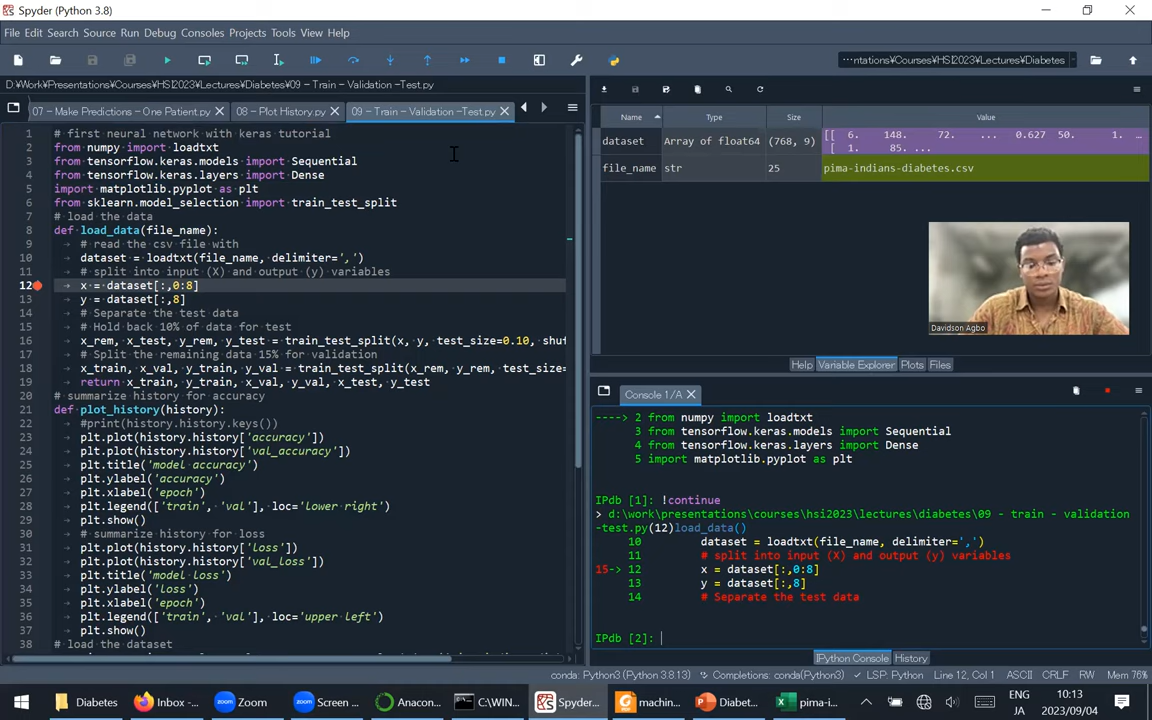 Spyder (Python 3.8)
File Edit Search Source Run Debug Consoles Projects Tools View Help
···ntations¥Courses¥HSI2023¥Lectures¥Diabetes
D:¥Work¥Presentations¥Courses¥HSI2023¥Lectures¥Diabetes¥09 – Train – Validation –Test.py
07 – Make Predictions – One Patient.py
08 – Plot History.py
09 – Train – Validation –Test.py
1 # first neural network with keras tutorial
2 from numpy import loadtxt
3 from tensorflow.keras.models import Sequential
4 from tensorflow.keras.layers import Dense
5 import matplotlib.pyplot as plt
6 from sklearn.model_selection import train_test_split
7 # load the data
8 def load_data(file_name):
9 # read the csv file with
10 dataset = loadtxt(file_name, delimiter=',')
11 # split into input (X) and output (y) variables
12 x = dataset[:,0:8]
13 y = dataset[:,8]
14 # Separate the test data
15 # Hold back 10% of data for test
16 x_rem, x_test, y_rem, y_test = train_test_split(x, y, test_size=0.10, shuf
17 # Split the remaining data 15% for validation
18 x_train, x_val, y_train, y_val = train_test_split(x_rem, y_rem, test_size=
19 return x_train, y_train, x_val, y_val, x_test, y_test
20 # summarize history for accuracy
21 def plot_history(history):
22 #print(history.history.keys())
23 plt.plot(history.history['accuracy'])
24 plt.plot(history.history['val_accuracy'])
25 plt.title('model accuracy')
26 plt.ylabel('accuracy')
27 plt.xlabel('epoch')
28 plt.legend(['train', 'val'], loc='lower right')
29 plt.show()
30 # summarize history for loss
31 plt.plot(history.history['loss'])
32 plt.plot(history.history['val_loss'])
33 plt.title('model loss')
34 plt.ylabel('loss')
35 plt.xlabel('epoch')
36 plt.legend(['train', 'val'], loc='upper left')
37 plt.show()
38 # load the dataset
Name Type Size Value
dataset Array of float64 (768, 9) [[ 6. 148. 72. ... 0.627 50. 1. …
[ 1. 85. ...
file_name str 25 pima-indians-diabetes.csv
Davidson Agbo
Help Variable Explorer Plots Files
Console 1/A
----> 2 from numpy import loadtxt
3 from tensorflow.keras.models import Sequential
4 from tensorflow.keras.layers import Dense
5 import matplotlib.pyplot as plt
IPdb [1]: !continue
> d:\work\presentations\courses\hsi2023\lectures\diabetes\09 - train - validation
-test.py(12)load_data()
10 dataset = loadtxt(file_name, delimiter=',')
11 # split into input (X) and output (y) variables
15-> 12 x = dataset[:,0:8]
13 y = dataset[:,8]
14 # Separate the test data
IPdb [2]:
IPython Console History
conda: Python3 (Python 3.8.13) Completions: conda(Python3) LSP: Python Line 12, Col 1 ASCII CRLF RW Mem 76%
Diabetes
Inbox -...
Zoom
Screen ...
Anacon...
C:\WIN...
Spyder...
machin...
Diabet...
pima-i...
ENG
JA
10:13
2023/09/04